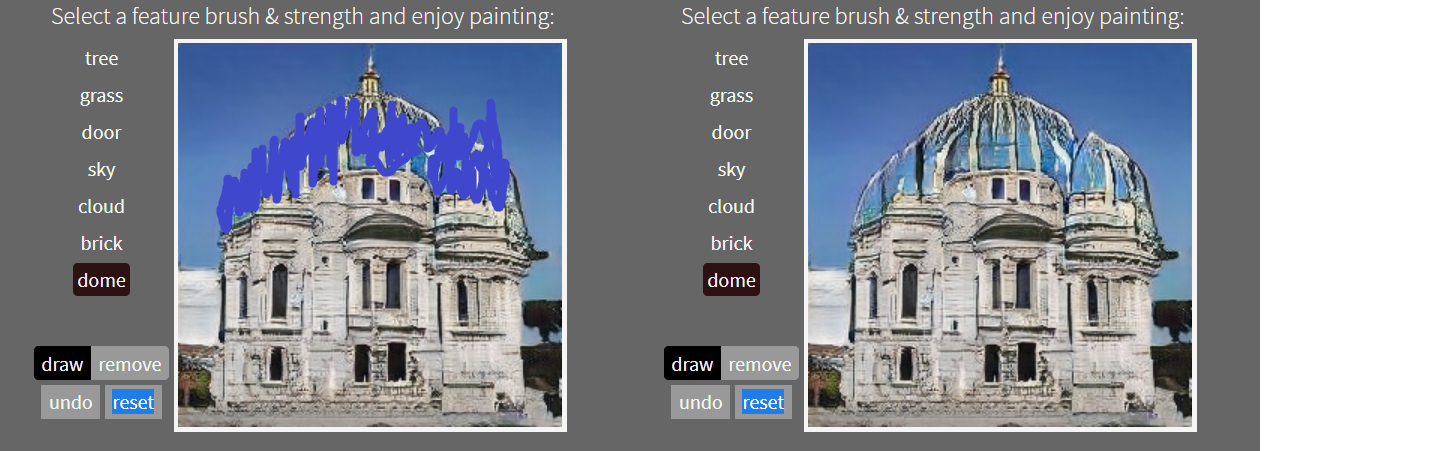 Select a feature brush & strength and enjoy painting:
tree
grass
door
sky
cloud
brick
dome
draw remove
undo reset
Select a feature brush & strength and enjoy painting:
tree
grass
door
sky
cloud
brick
dome
draw remove
undo reset